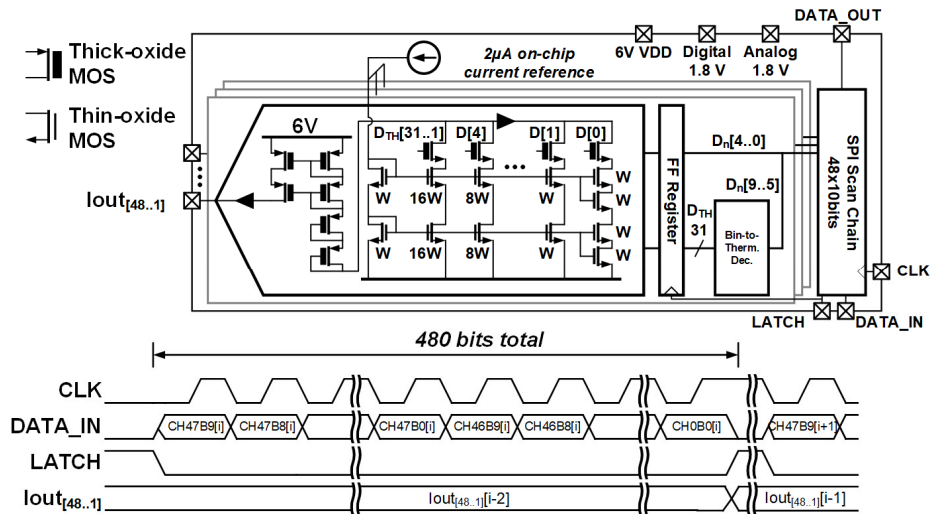 DATA_OUT
Thick-oxide
MOS
Thin-oxide
MOS
2µA on-chip
current reference
6V VDD
Digital
1.8 V
Analog
1.8 V
6V
D_TH[31..1]
D[4]
D[1]
D[0]
W
16W
8W
W
W
W
W
16W
8W
W
W
W
Iout[48..1]
FF Register
D_n[4..0]
D_n[9..5]
D_TH
31
Bin-to-
Therm.
Dec.
SPI Scan Chain
48x10bits
CLK
LATCH
DATA_IN
480 bits total
CLK
DATA_IN
CH47B9[i]
CH47B8[i]
CH47B0[i]
CH46B9[i]
CH46B8[i]
CH0B0[i]
CH47B9[i+1]
LATCH
Iout[48..1]
Iout[48..1][i-2]
Iout[48..1][i-1]